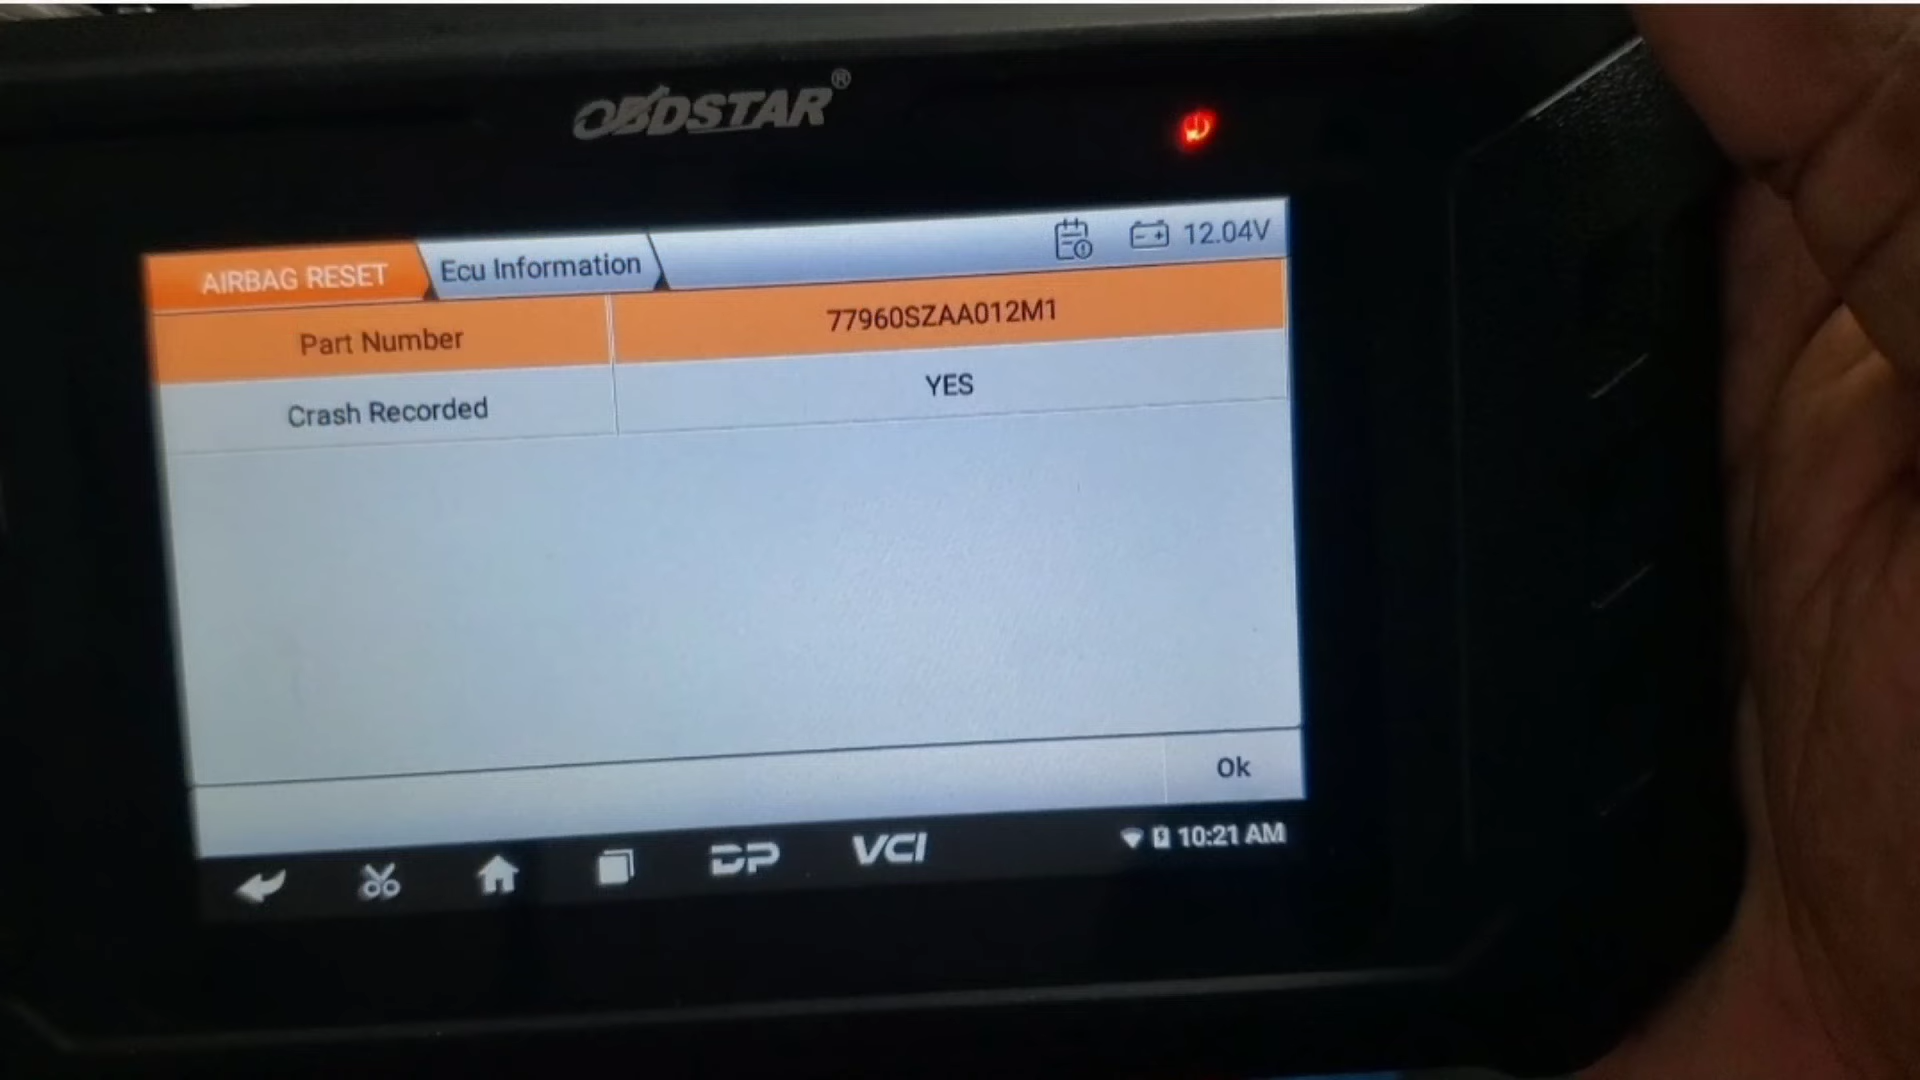 OBDSTAR®
AIRBAG RESET Ecu Information 12.04V
Part Number 77960SZAA012M1
Crash Recorded YES
Ok
DP VCI 10:21 AM